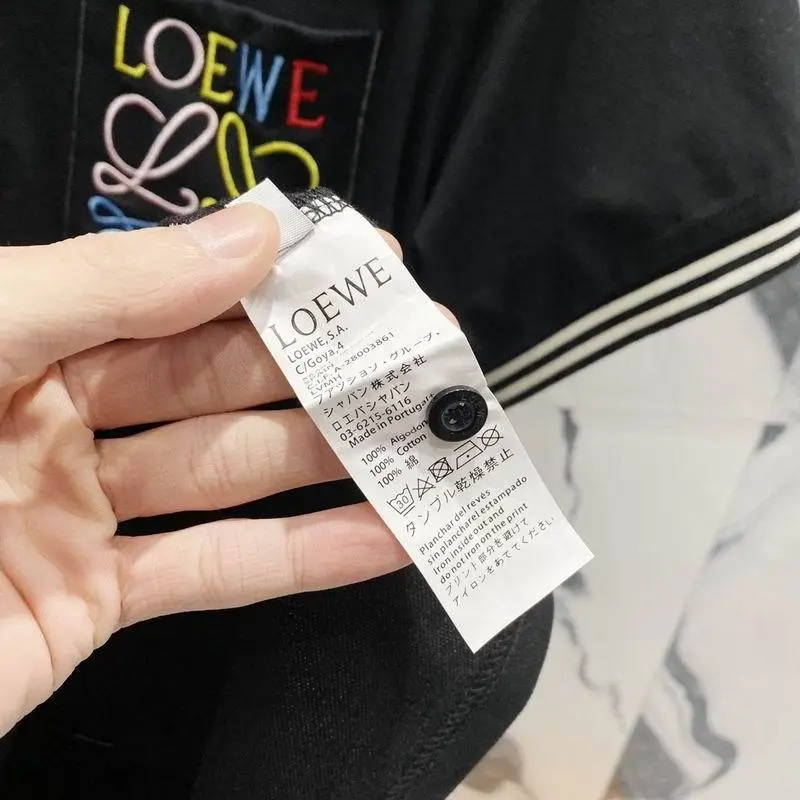 LOEWE
LOEWE
LOEWE, S.A.
C/Goya, 4
SPAIN
C.I.F. A-28003861
LVMH ファッション・グループ・
ジャパン株式会社
ロエベジャパン
03-6215-6116
Made in Portugal
100% Algodon
100% Cotton
100% 綿
30
タンブル乾燥禁止
Planchar del revés
sin planchar el estampado
Iron inside out and
do not iron on the print
プリント部分を避けて
アイロンをあててください